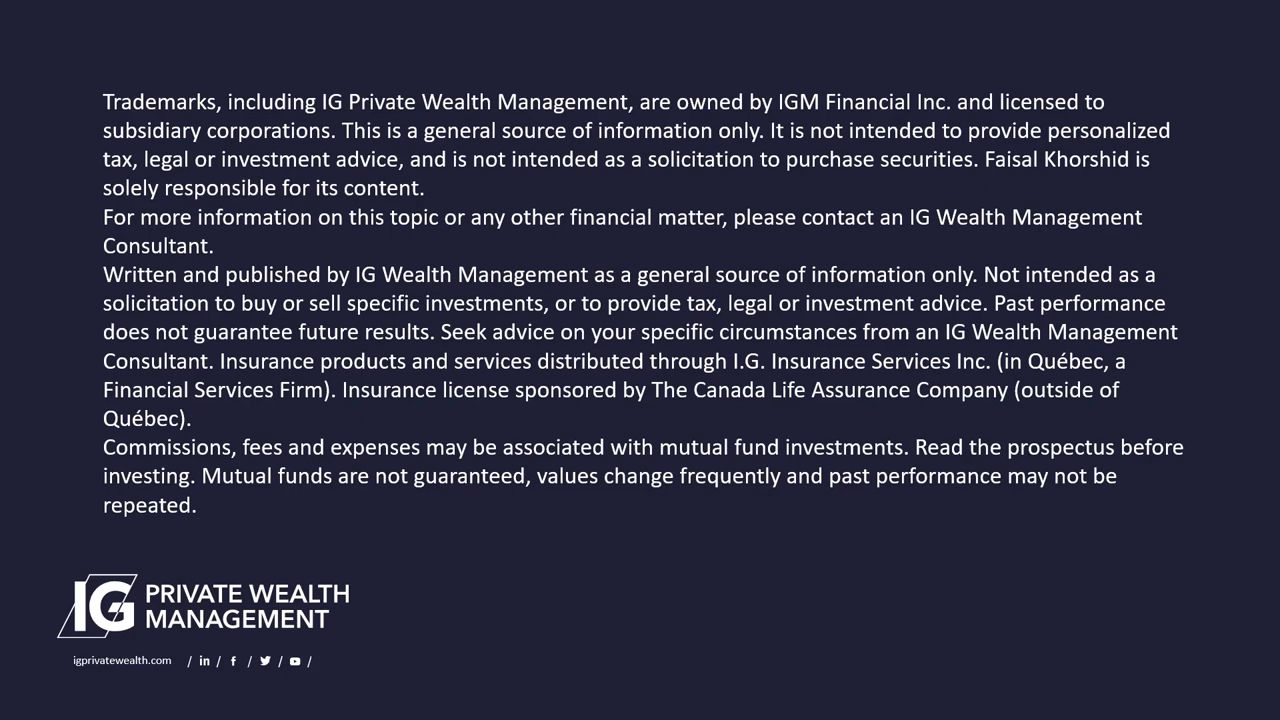 Trademarks, including IG Private Wealth Management, are owned by IGM Financial Inc. and licensed to
subsidiary corporations. This is a general source of information only. It is not intended to provide personalized
tax, legal or investment advice, and is not intended as a solicitation to purchase securities. Faisal Khorshid is
solely responsible for its content.
For more information on this topic or any other financial matter, please contact an IG Wealth Management
Consultant.
Written and published by IG Wealth Management as a general source of information only. Not intended as a
solicitation to buy or sell specific investments, or to provide tax, legal or investment advice. Past performance
does not guarantee future results. Seek advice on your specific circumstances from an IG Wealth Management
Consultant. Insurance products and services distributed through I.G. Insurance Services Inc. (in Québec, a
Financial Services Firm). Insurance license sponsored by The Canada Life Assurance Company (outside of
Québec).
Commissions, fees and expenses may be associated with mutual fund investments. Read the prospectus before
investing. Mutual funds are not guaranteed, values change frequently and past performance may not be
repeated.
IG PRIVATE WEALTH
MANAGEMENT
igprivatewealth.com / in / f / / /